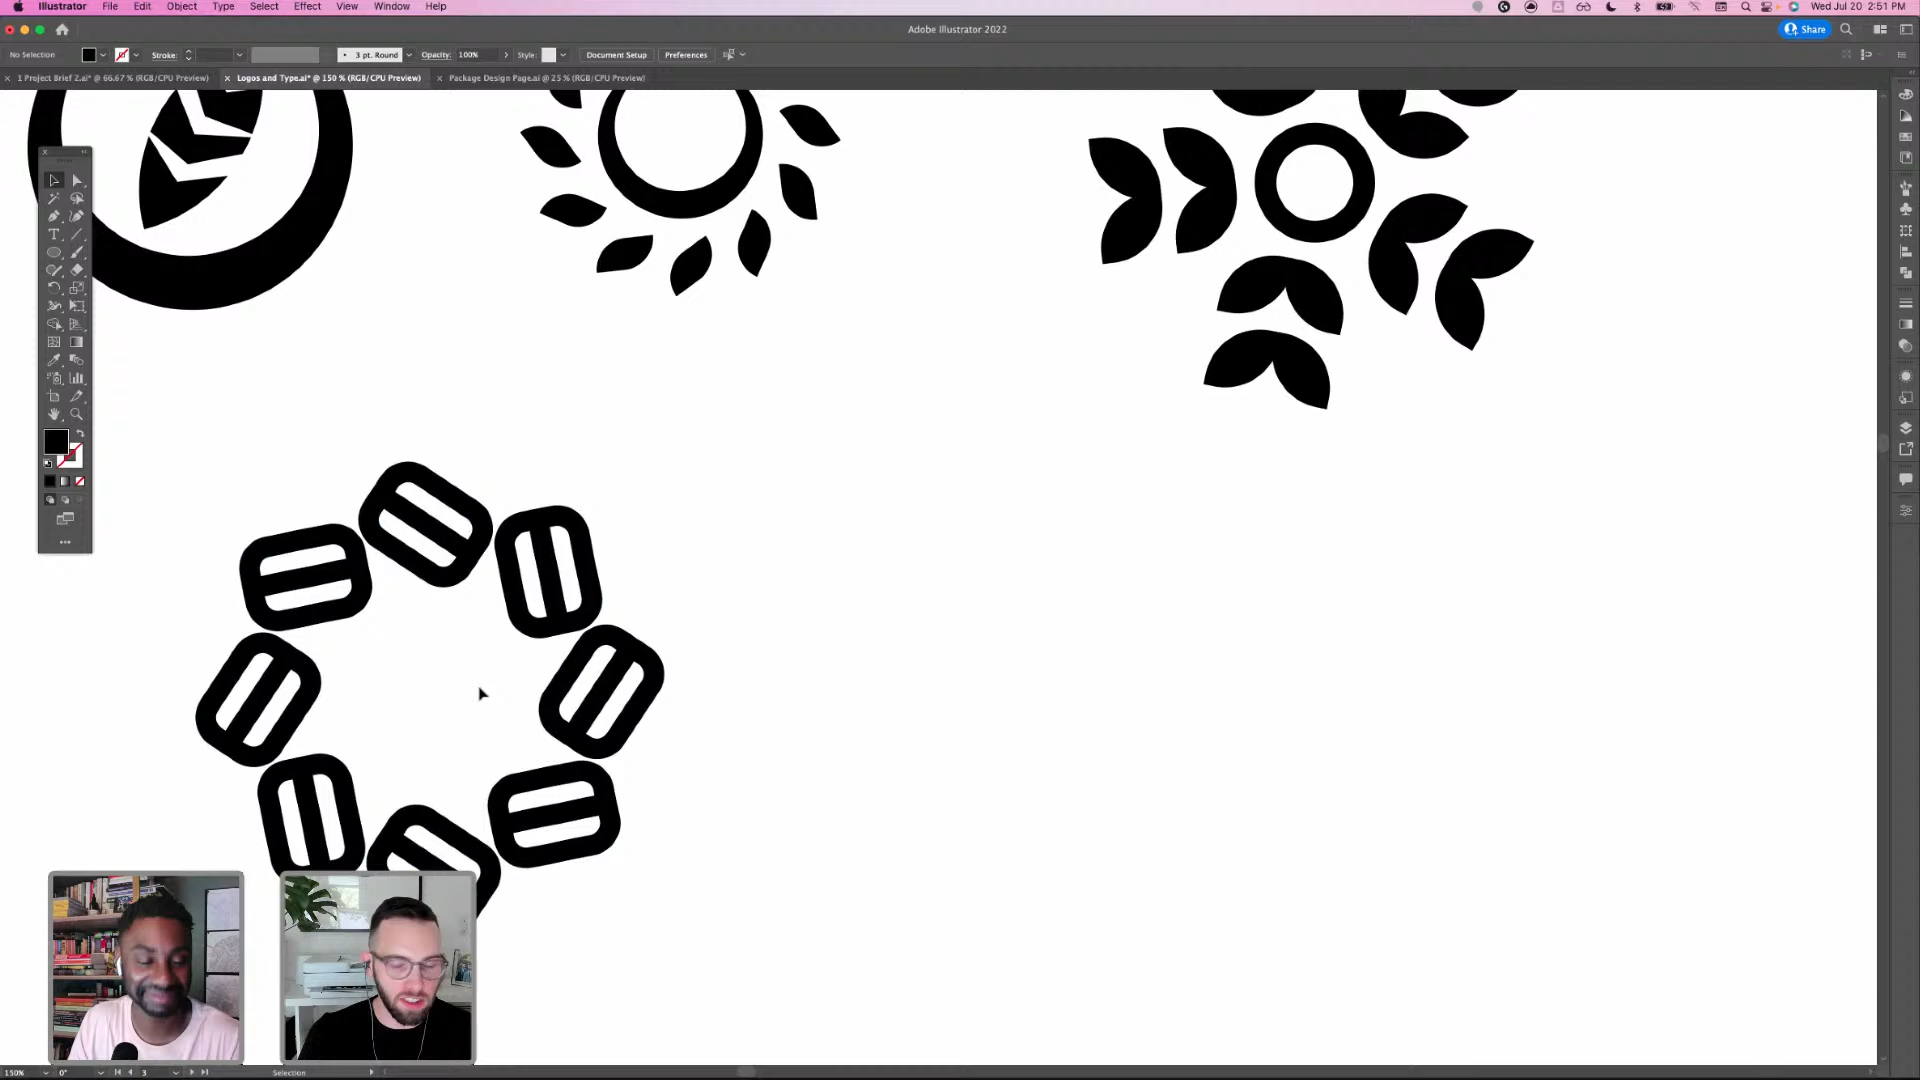 Illustrator File Edit Object Type Select Effect View Window Help
Wed Jul 20 2:51 PM
Adobe Illustrator 2022
Share
No Selection
Stroke:
3 pt. Round
Opacity: 100%
Style:
Document Setup
Preferences
1 Project Brief 2.ai* @ 66.67 % (RGB/CPU Preview)
Logos and Type.ai* @ 150 % (RGB/CPU Preview)
Package Design Page.ai @ 25 % (RGB/CPU Preview)
150%
0°
3
Selection